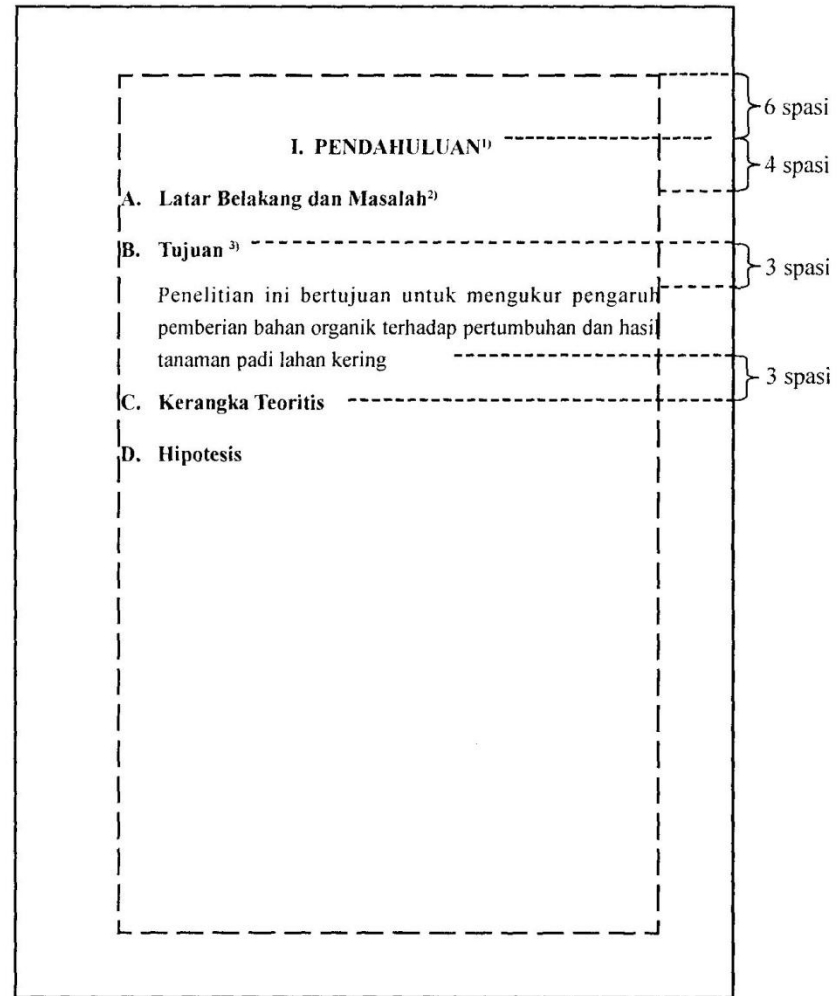 6 spasi
I. PENDAHULUAN¹⁾
4 spasi
A. Latar Belakang dan Masalah²⁾
B. Tujuan ³⁾
3 spasi
Penelitian ini bertujuan untuk mengukur pengaruh
pemberian bahan organik terhadap pertumbuhan dan hasil
tanaman padi lahan kering
3 spasi
C. Kerangka Teoritis
D. Hipotesis